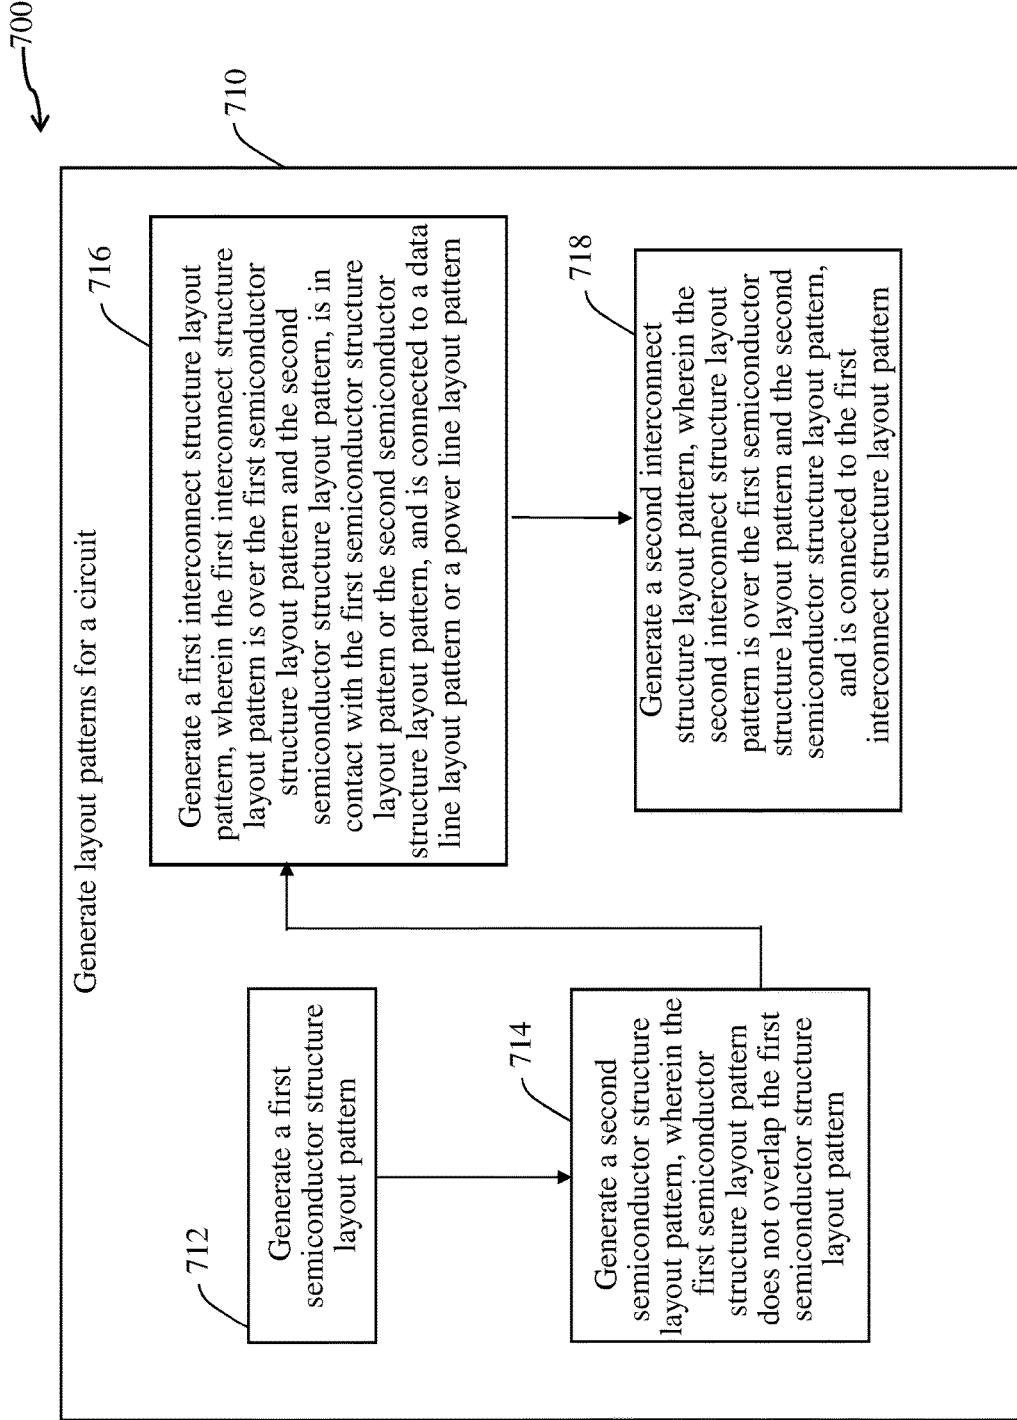 700
710
Generate layout patterns for a circuit
712
Generate a first
semiconductor structure
layout pattern
714
Generate a second
semiconductor structure
layout pattern, wherein the
first semiconductor
structure layout pattern
does not overlap the first
semiconductor structure
layout pattern
716
Generate a first interconnect structure layout
pattern, wherein the first interconnect structure
layout pattern is over the first semiconductor
structure layout pattern and the second
semiconductor structure layout pattern, is in
contact with the first semiconductor structure
layout pattern or the second semiconductor
structure layout pattern, and is connected to a data
line layout pattern or a power line layout pattern
718
Generate a second interconnect
structure layout pattern, wherein the
second interconnect structure layout
pattern is over the first semiconductor
structure layout pattern and the second
semiconductor structure layout pattern,
and is connected to the first
interconnect structure layout pattern